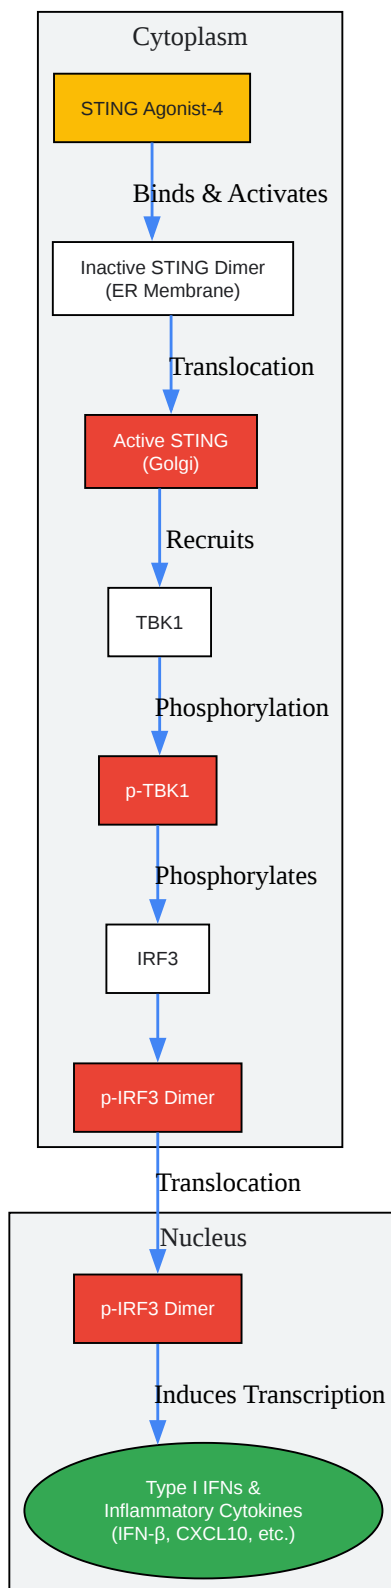 Cytoplasm
STING Agonist-4
Binds & Activates
Inactive STING Dimer
(ER Membrane)
Translocation
Active STING
(Golgi)
Recruits
TBK1
Phosphorylation
p-TBK1
Phosphorylates
IRF3
p-IRF3 Dimer
Translocation
Nucleus
p-IRF3 Dimer
Induces Transcription
Type I IFNs &
Inflammatory Cytokines
(IFN-β, CXCL10, etc.)